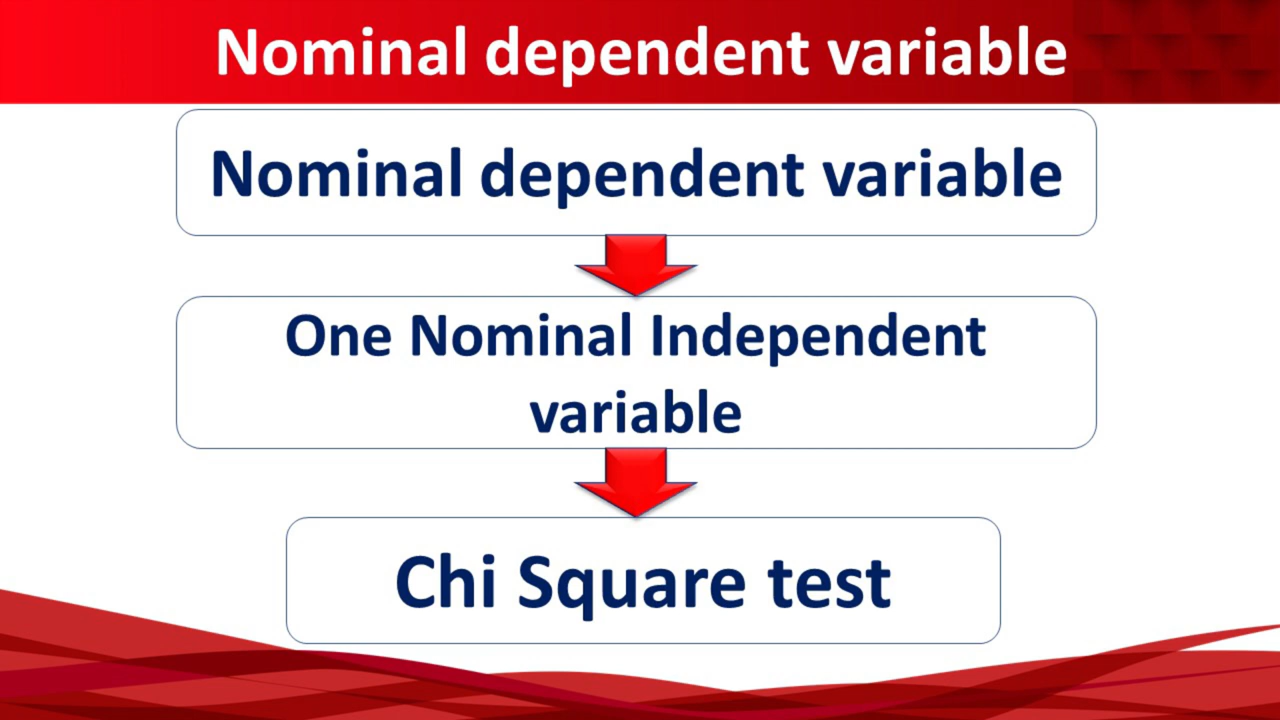 Nominal dependent variable
Nominal dependent variable
One Nominal Independent
variable
Chi Square test